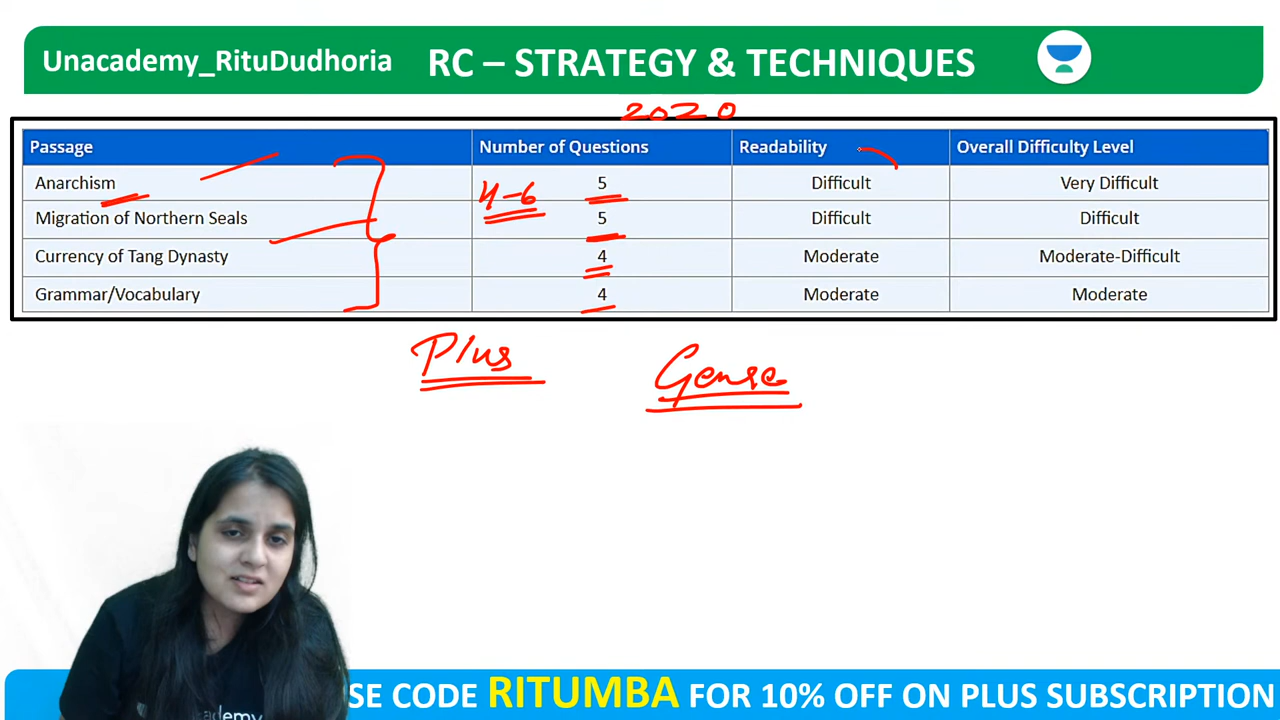 Unacademy_RituDudhoria RC – STRATEGY & TECHNIQUES
2020
Passage Number of Questions Readability Overall Difficulty Level
Anarchism 5 Difficult Very Difficult
4-6
Migration of Northern Seals 5 Difficult Difficult
Currency of Tang Dynasty 4 Moderate Moderate-Difficult
Grammar/Vocabulary 4 Moderate Moderate
Plus Genre
SE CODE RITUMBA FOR 10% OFF ON PLUS SUBSCRIPTION